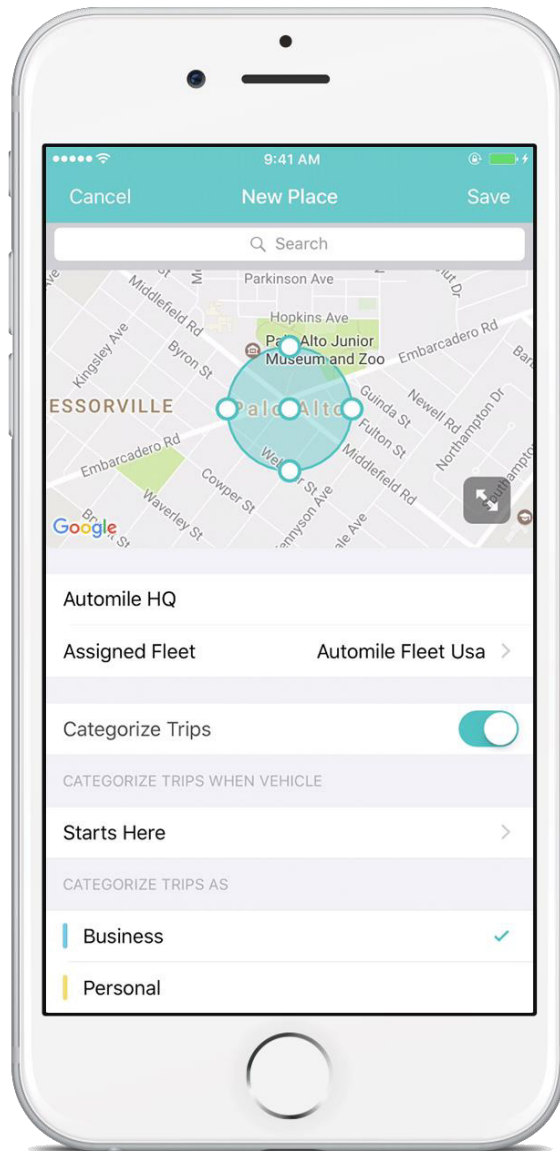 9:41 AM
Cancel New Place Save
Search
Parkinson Ave
Middlefield Rd
Hopkins Ave
Kingsley Ave
Byron St
Palo Alto Junior
Museum and Zoo
Embarcadero Rd
ESSORVILLE
Palo Alto
Guinda St
Newell Rd
Northampton Dr
Fulton St
Embarcadero Rd
Middlefield Rd
Cowper St
Waverley St
Google
Automile HQ
Assigned Fleet Automile Fleet Usa
Categorize Trips
CATEGORIZE TRIPS WHEN VEHICLE
Starts Here
CATEGORIZE TRIPS AS
Business
Personal